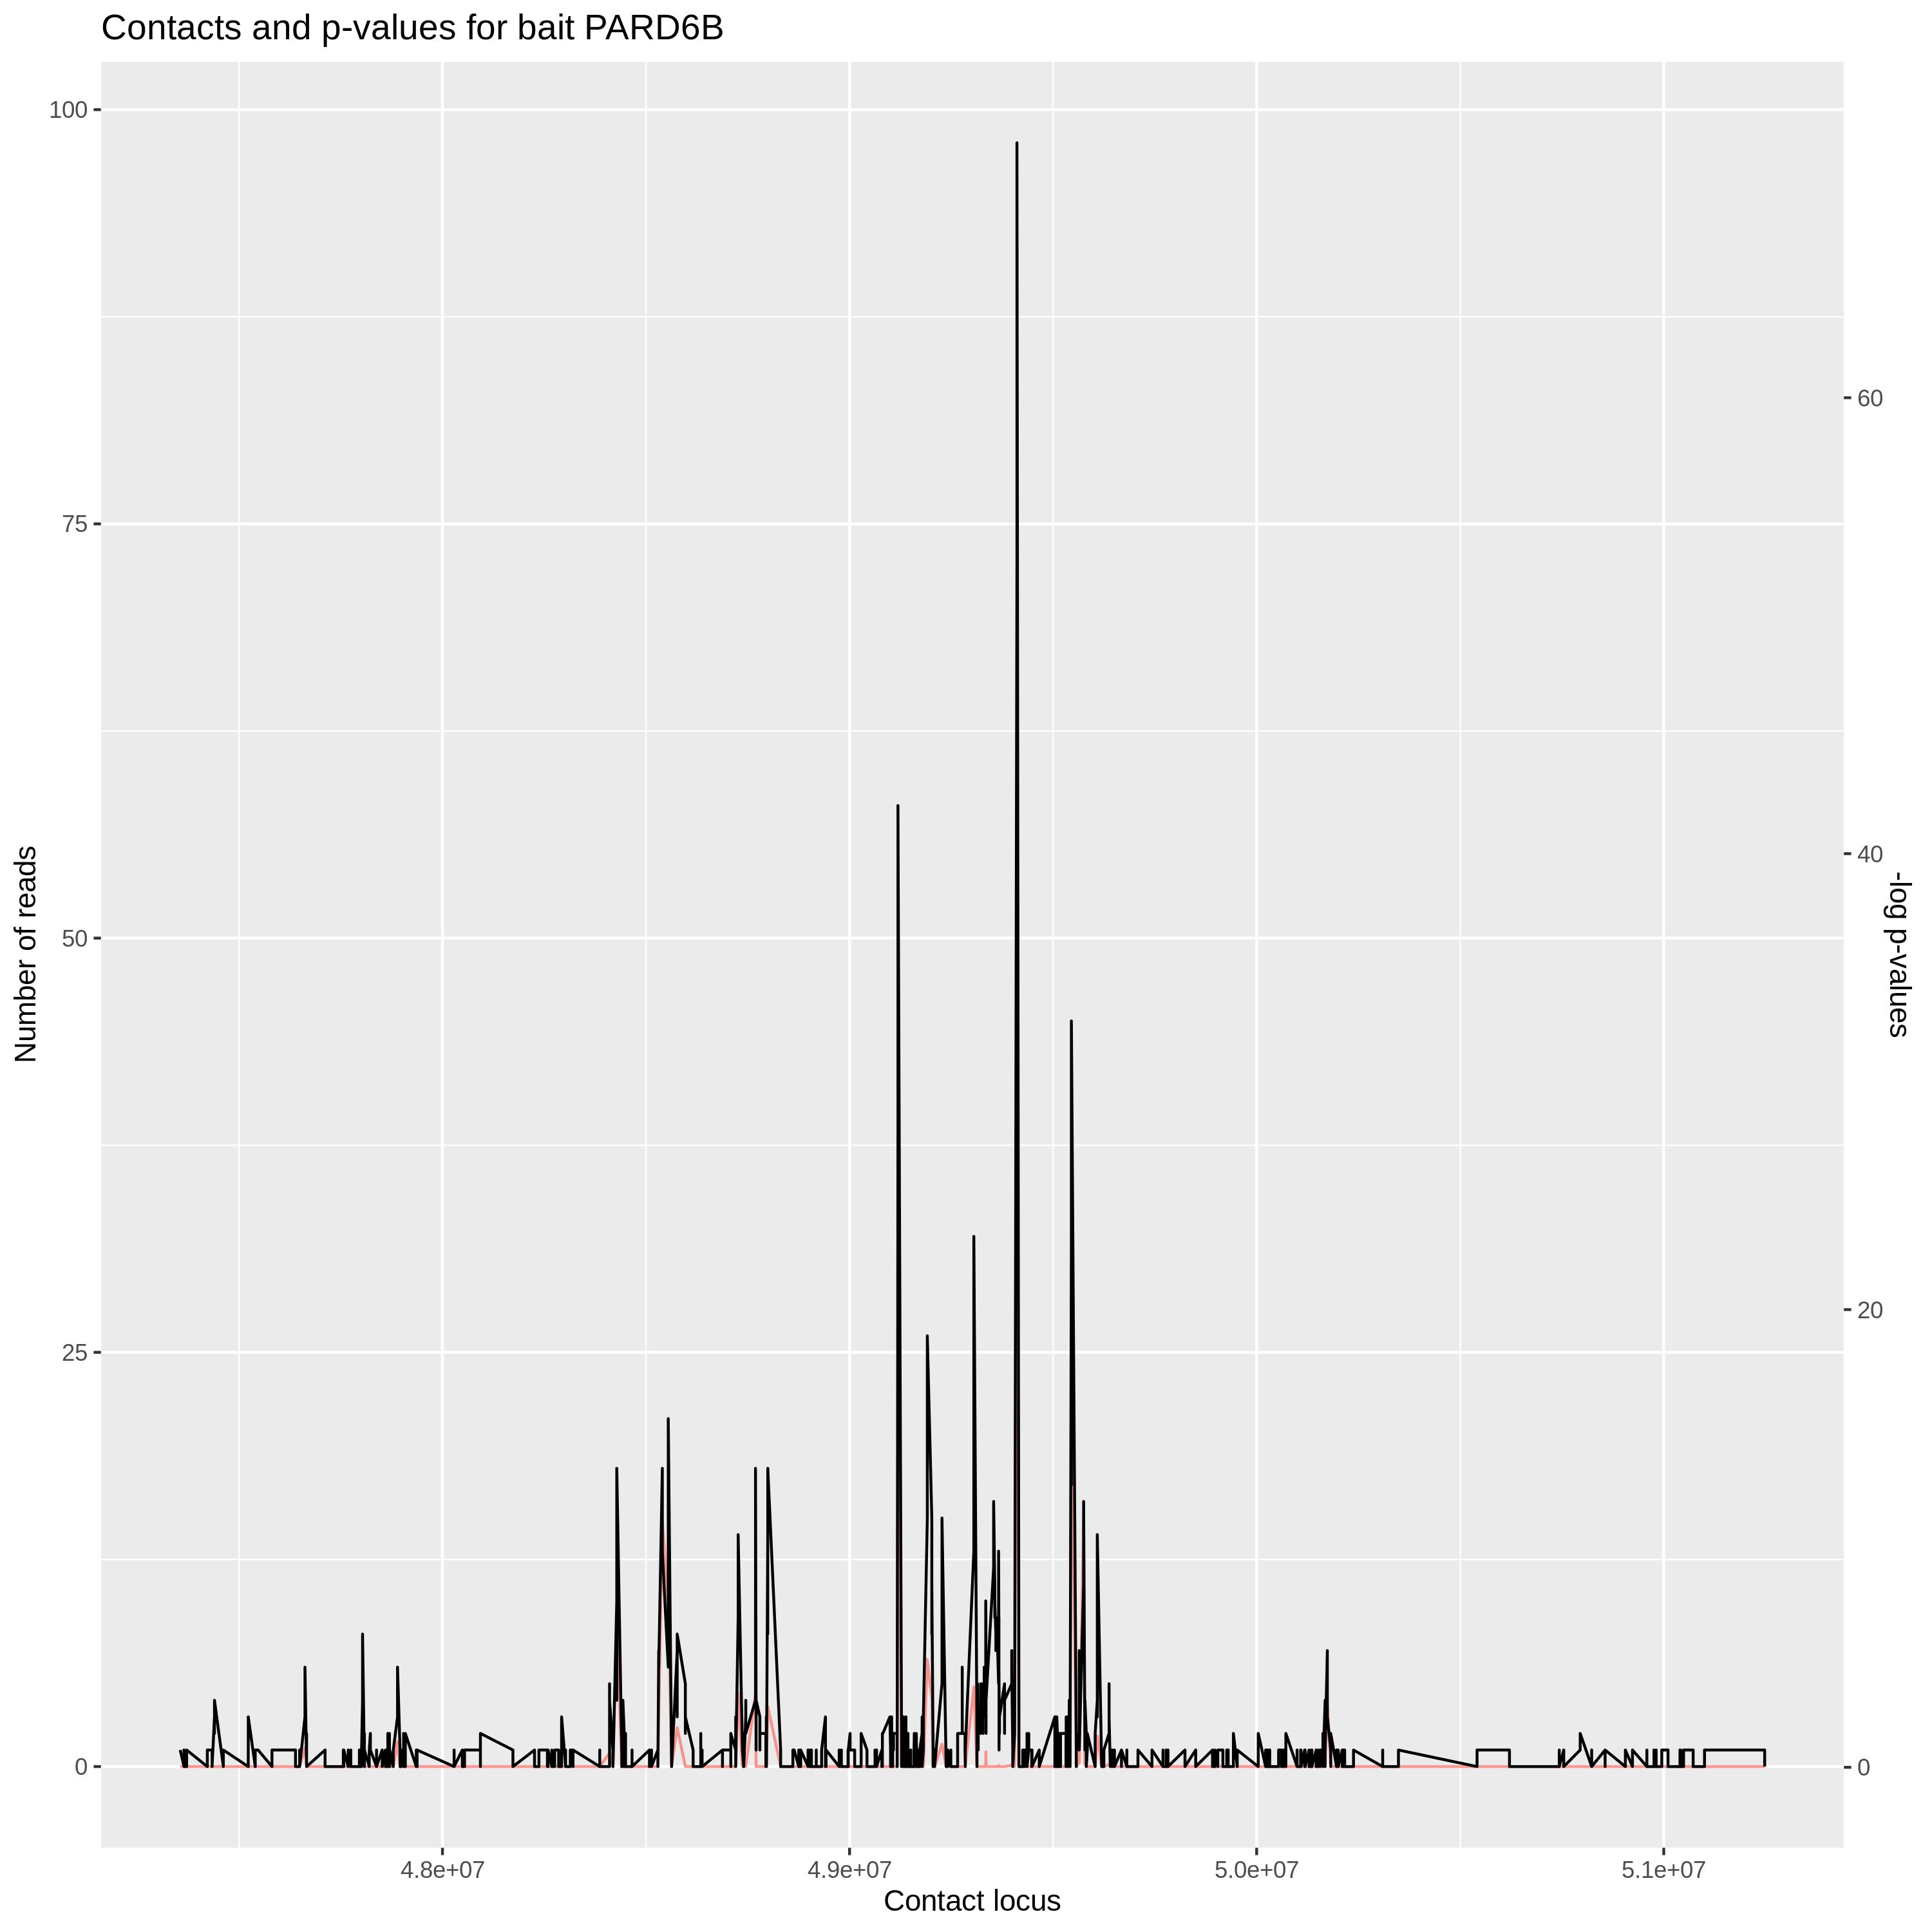 Contacts and p-values for bait PARD6B
100
75
50
25
0
Number of reads
60
40
20
0
-log p-values
4.8e+07
4.9e+07
5.0e+07
5.1e+07
Contact locus